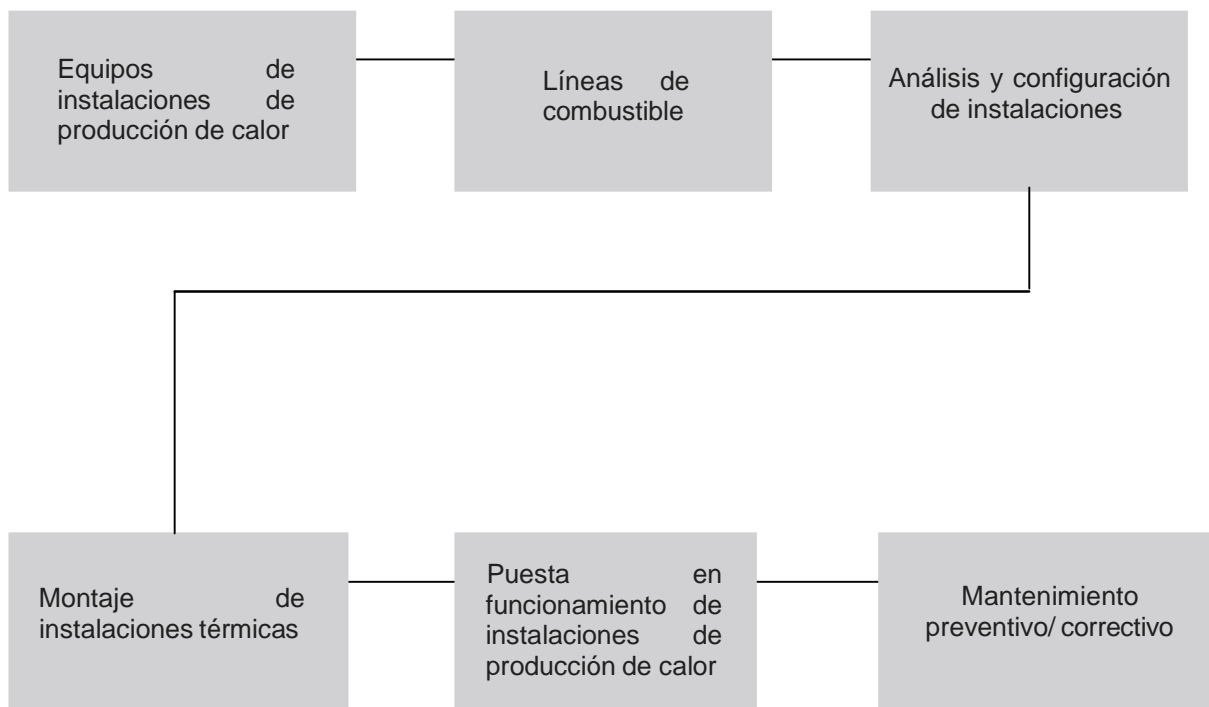 Equipos de
instalaciones de
producción de calor
Líneas de
combustible
Análisis y configuración
de instalaciones
Montaje de
instalaciones térmicas
Puesta en
funcionamiento de
instalaciones de
producción de calor
Mantenimiento
preventivo/ correctivo